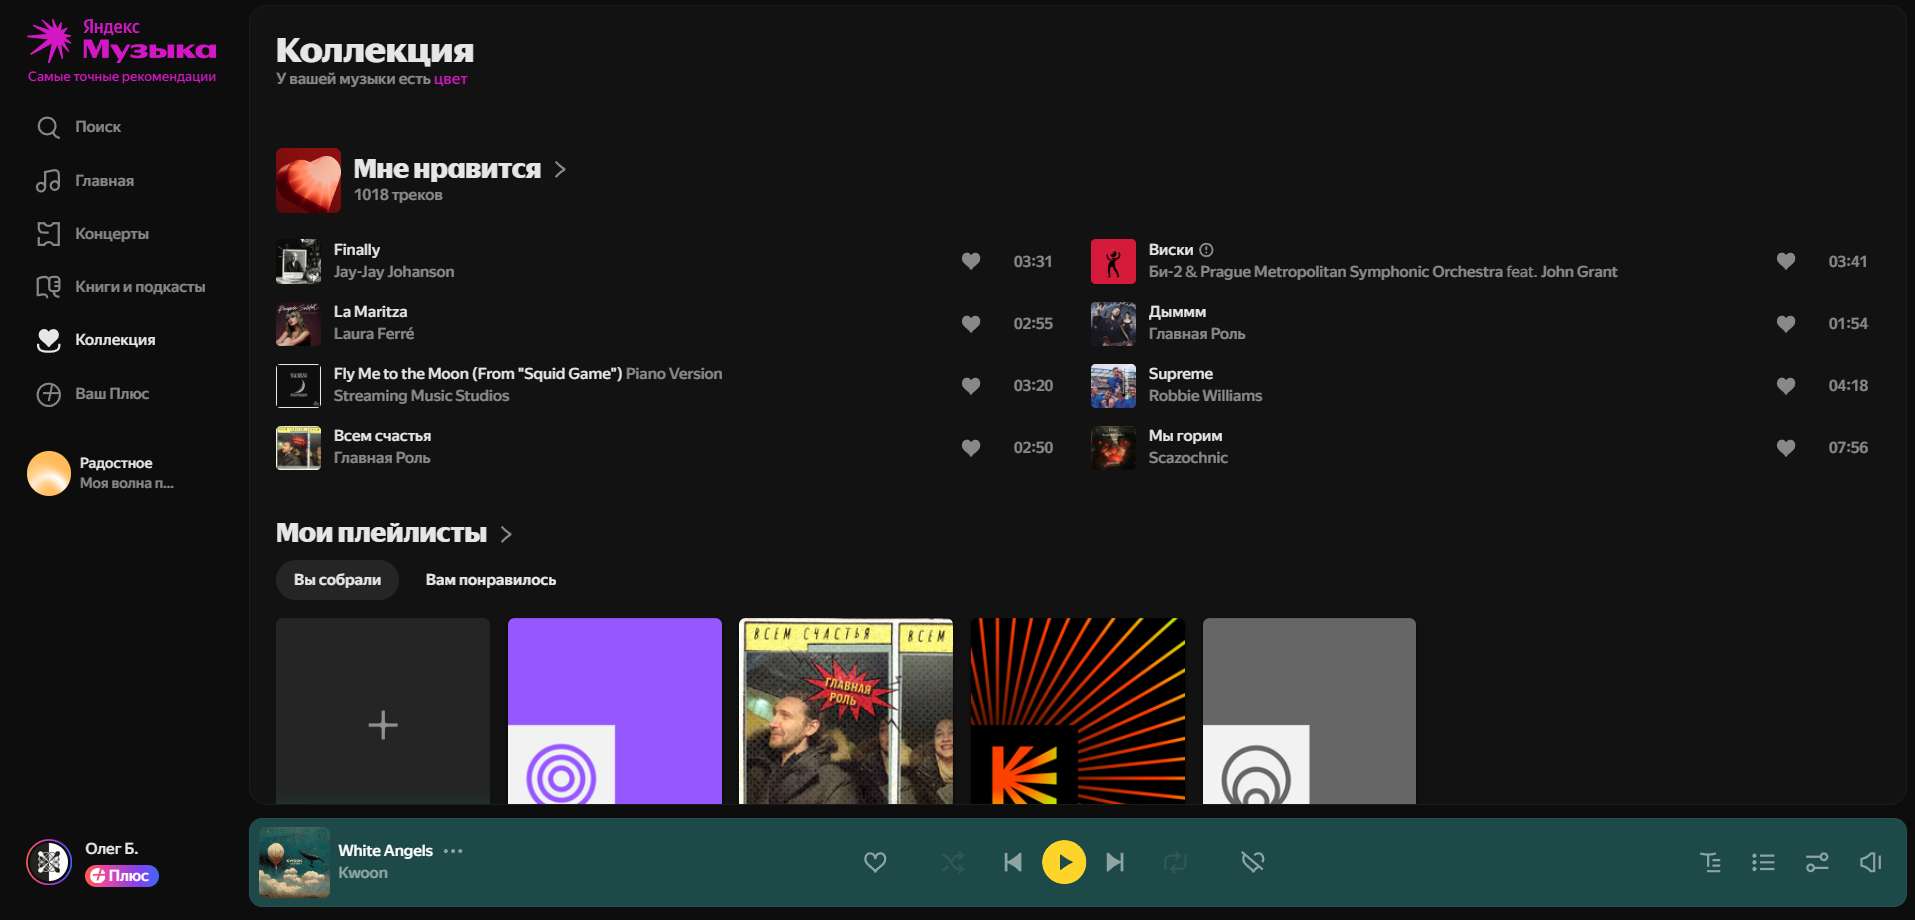 Яндекс
Музыка
Самые точные рекомендации
Поиск
Главная
Концерты
Книги и подкасты
Коллекция
Ваш Плюс
Радостное
Моя волна п...
Олег Б.
Плюс
Коллекция
У вашей музыки есть цвет
Мне нравится
1018 треков
Finally
Jay-Jay Johanson
03:31
La Maritza
Laura Ferré
02:55
Fly Me to the Moon (From "Squid Game") Piano Version
Streaming Music Studios
03:20
Всем счастья
Главная Роль
02:50
Виски
Би-2 & Prague Metropolitan Symphonic Orchestra feat. John Grant
03:41
Дыммм
Главная Роль
01:54
Supreme
Robbie Williams
04:18
Мы горим
Scazochnic
07:56
Мои плейлисты
Вы собрали
Вам понравилось
ВСЕМ СЧАСТЬЯ
ВСЕМ
ГЛАВНАЯ
РОЛЬ
White Angels
Kwoon